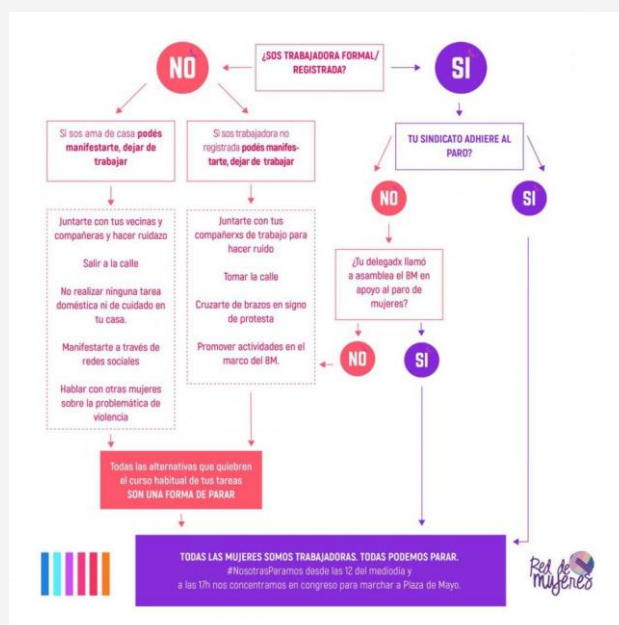 ¿SOS TRABAJADORA FORMAL/
REGISTRADA?
NO
SI
Si sos ama de casa podés
manifestarte, dejar de
trabajar
Si sos trabajadora no
registrada podés manifes-
tarte, dejar de trabajar
TU SINDICATO ADHIERE AL
PARO?
NO
SI
Juntarte con tus vecinas y
compañeras y hacer ruidazo
Salir a la calle
No realizar ninguna tarea
doméstica ni de cuidado en
tu casa.
Manifestarte a través de
redes sociales
Hablar con otras mujeres
sobre la problemática de
violencia
Juntarte con tus
compañerxs de trabajo para
hacer ruido
Tomar la calle
Cruzarte de brazos en signo
de protesta
Promover actividades en el
marco del 8M.
¿Tu delegadx llamó
a asamblea el 8M en
apoyo al paro de
mujeres?
NO
SI
Todas las alternativas que quiebren
el curso habitual de tus tareas
SON UNA FORMA DE PARAR
TODAS LAS MUJERES SOMOS TRABAJADORAS. TODAS PODEMOS PARAR.
#NosotrasParamos desde las 12 del mediodia y
a las 17h nos concentramos en congreso para marchar a Plaza de Mayo.
Red de
mujeres